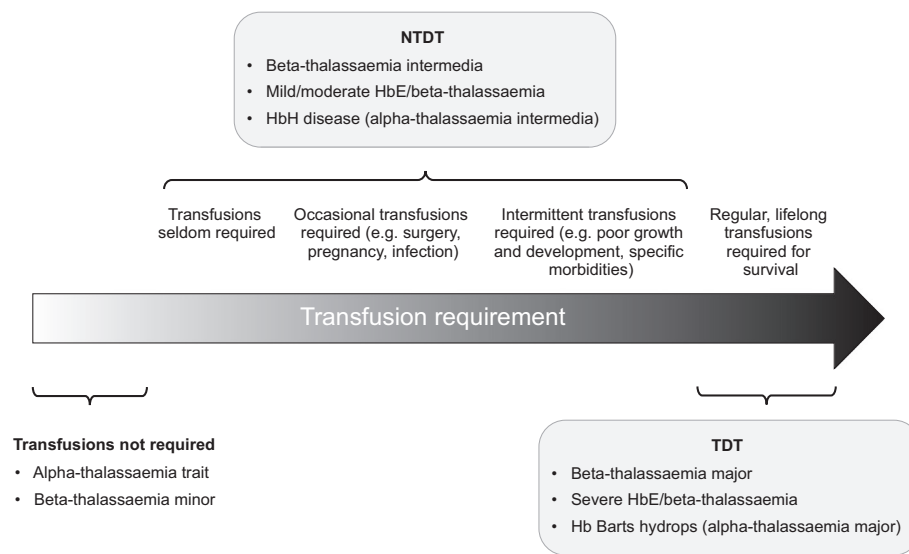 NTDT
• Beta-thalassaemia intermedia
• Mild/moderate HbE/beta-thalassaemia
• HbH disease (alpha-thalassaemia intermedia)
Transfusions
seldom required
Occasional transfusions
required (e.g. surgery,
pregnancy, infection)
Intermittent transfusions
required (e.g. poor growth
and development, specific
morbidities)
Regular, lifelong
transfusions
required for
survival
Transfusion requirement
Transfusions not required
• Alpha-thalassaemia trait
• Beta-thalassaemia minor
TDT
• Beta-thalassaemia major
• Severe HbE/beta-thalassaemia
• Hb Barts hydrops (alpha-thalassaemia major)